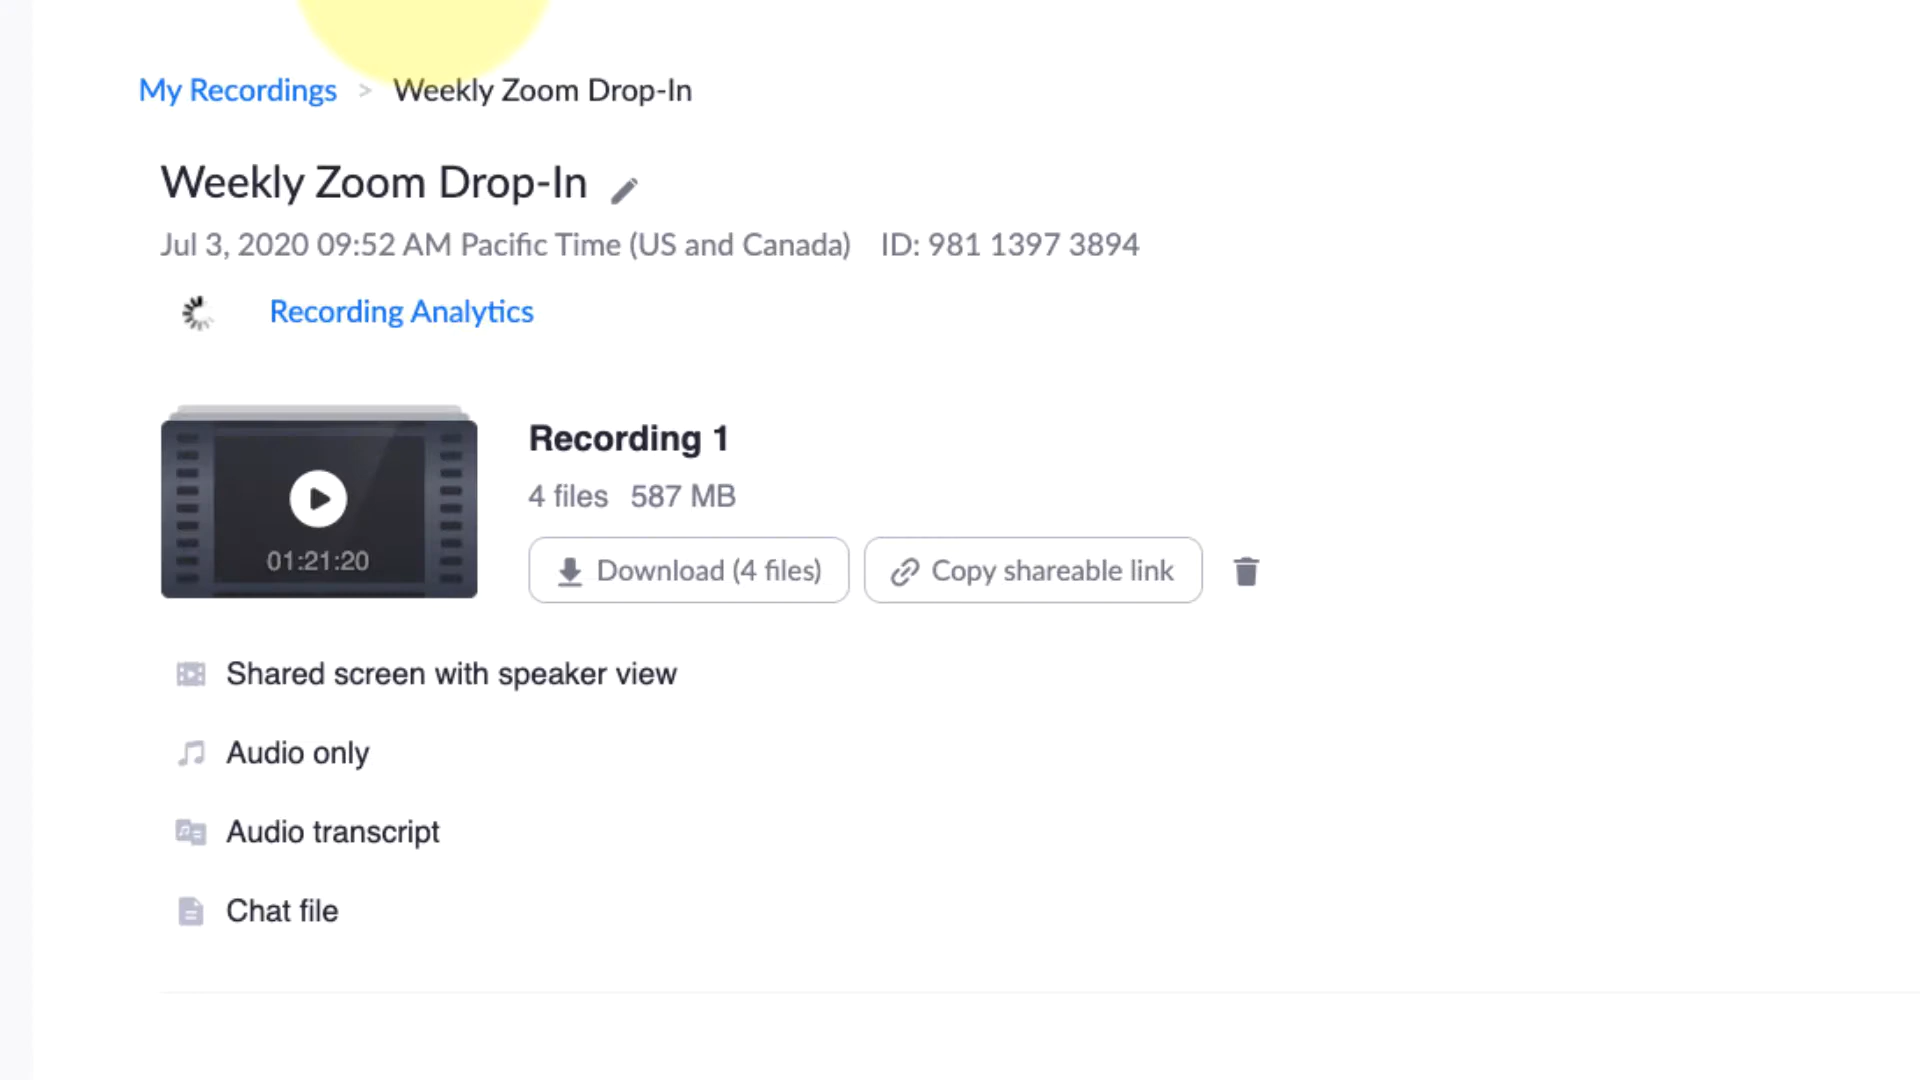 My Recordings > Weekly Zoom Drop-In
Weekly Zoom Drop-In
Jul 3, 2020 09:52 AM Pacific Time (US and Canada) ID: 981 1397 3894
Recording Analytics
Recording 1
4 files 587 MB
01:21:20
Download (4 files) Copy shareable link
Shared screen with speaker view
Audio only
Audio transcript
Chat file